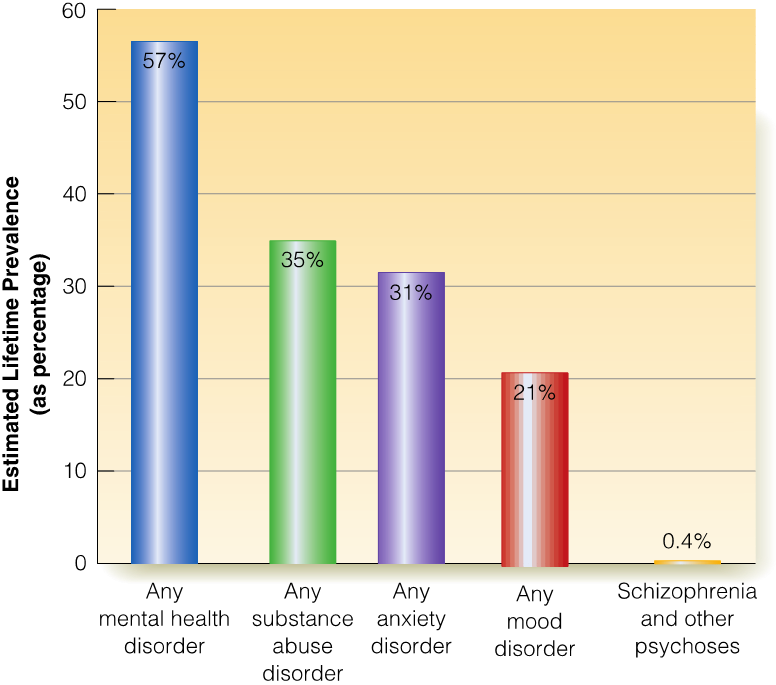 Estimated Lifetime Prevalence
(as percentage)
60
50
40
30
20
10
0
57%
35%
31%
21%
0.4%
Any
mental health
disorder
Any
substance
abuse
disorder
Any
anxiety
disorder
Any
mood
disorder
Schizophrenia
and other
psychoses